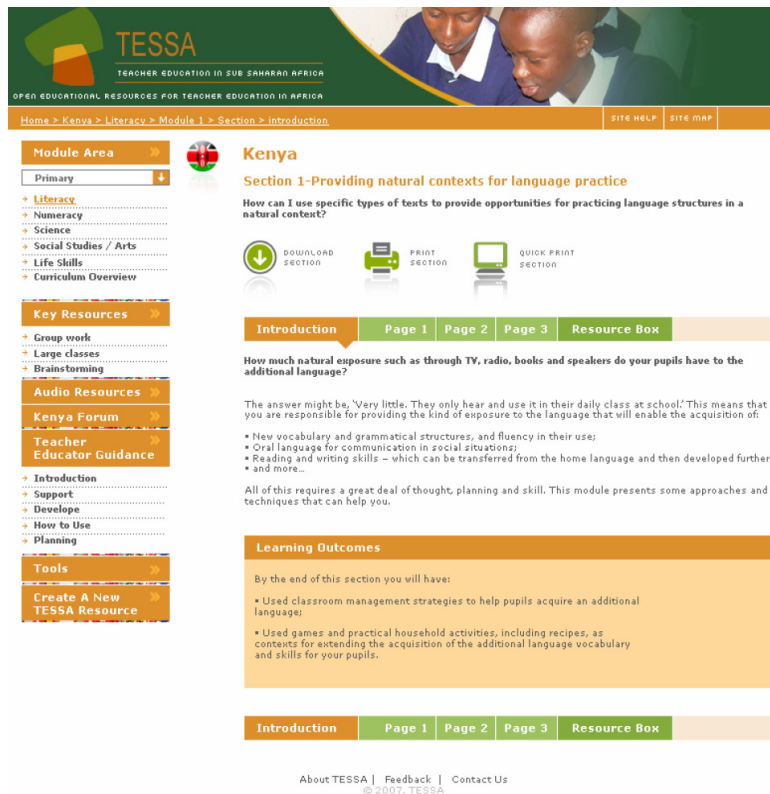 TESSA
TEACHER EDUCATION IN SUB SAHARAN AFRICA
OPEN EDUCATIONAL RESOURCES FOR TEACHER EDUCATION IN AFRICA
Home > Kenya > Literacy > Module 1 > Section > introduction
SITE HELP
SITE MAP
Module Area
Primary
Literacy
Numeracy
Science
Social Studies / Arts
Life Skills
Curriculum Overview
Key Resources
Group work
Large classes
Brainstorming
Audio Resources
Kenya Forum
Teacher
Educator Guidance
Introduction
Support
Develope
How to Use
Planning
Tools
Create A New
TESSA Resource
Kenya
Section 1-Providing natural contexts for language practice
How can I use specific types of texts to provide opportunities for practicing language structures in a
natural context?
DOWNLOAD
SECTION
PRINT
SECTION
QUICK PRINT
SECTION
Introduction Page 1 Page 2 Page 3 Resource Box
How much natural exposure such as through TV, radio, books and speakers do your pupils have to the
additional language?
The answer might be, 'Very little. They only hear and use it in their daily class at school.' This means that
you are responsible for providing the kind of exposure to the language that will enable the acquisition of:
▪ New vocabulary and grammatical structures, and fluency in their use;
▪ Oral language for communication in social situations;
▪ Reading and writing skills – which can be transferred from the home language and then developed further
▪ and more…
All of this requires a great deal of thought, planning and skill. This module presents some approaches and
techniques that can help you.
Learning Outcomes
By the end of this section you will have:
▪ Used classroom management strategies to help pupils acquire an additional
language;
▪ Used games and practical household activities, including recipes, as
contexts for extending the acquisition of the additional language vocabulary
and skills for your pupils.
Introduction Page 1 Page 2 Page 3 Resource Box
About TESSA | Feedback | Contact Us
© 2007. TESSA